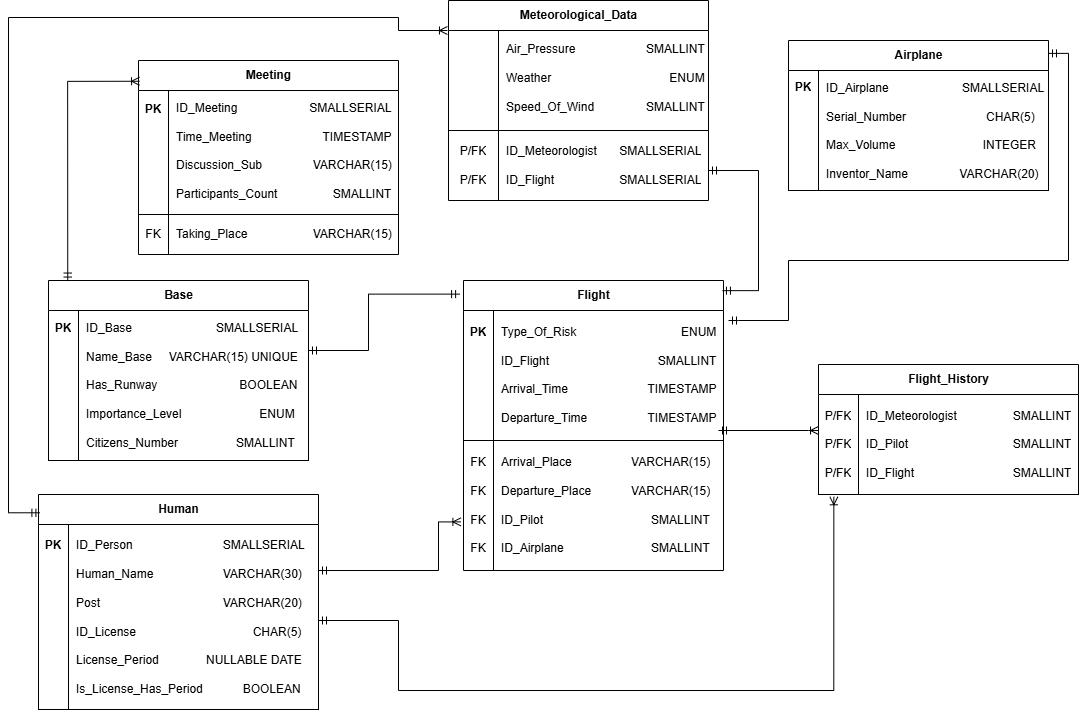 Meteorological_Data
Air_Pressure SMALLINT
Weather ENUM
Speed_Of_Wind SMALLINT
P/FK ID_Meteorologist SMALLSERIAL
P/FK ID_Flight SMALLSERIAL
Airplane
PK ID_Airplane SMALLSERIAL
Serial_Number CHAR(5)
Max_Volume INTEGER
Inventor_Name VARCHAR(20)
Meeting
PK ID_Meeting SMALLSERIAL
Time_Meeting TIMESTAMP
Discussion_Sub VARCHAR(15)
Participants_Count SMALLINT
FK Taking_Place VARCHAR(15)
Base
PK ID_Base SMALLSERIAL
Name_Base VARCHAR(15) UNIQUE
Has_Runway BOOLEAN
Importance_Level ENUM
Citizens_Number SMALLINT
Flight
PK Type_Of_Risk ENUM
ID_Flight SMALLINT
Arrival_Time TIMESTAMP
Departure_Time TIMESTAMP
FK Arrival_Place VARCHAR(15)
FK Departure_Place VARCHAR(15)
FK ID_Pilot SMALLINT
FK ID_Airplane SMALLINT
Flight_History
P/FK ID_Meteorologist SMALLINT
P/FK ID_Pilot SMALLINT
P/FK ID_Flight SMALLINT
Human
PK ID_Person SMALLSERIAL
Human_Name VARCHAR(30)
Post VARCHAR(20)
ID_License CHAR(5)
License_Period NULLABLE DATE
Is_License_Has_Period BOOLEAN